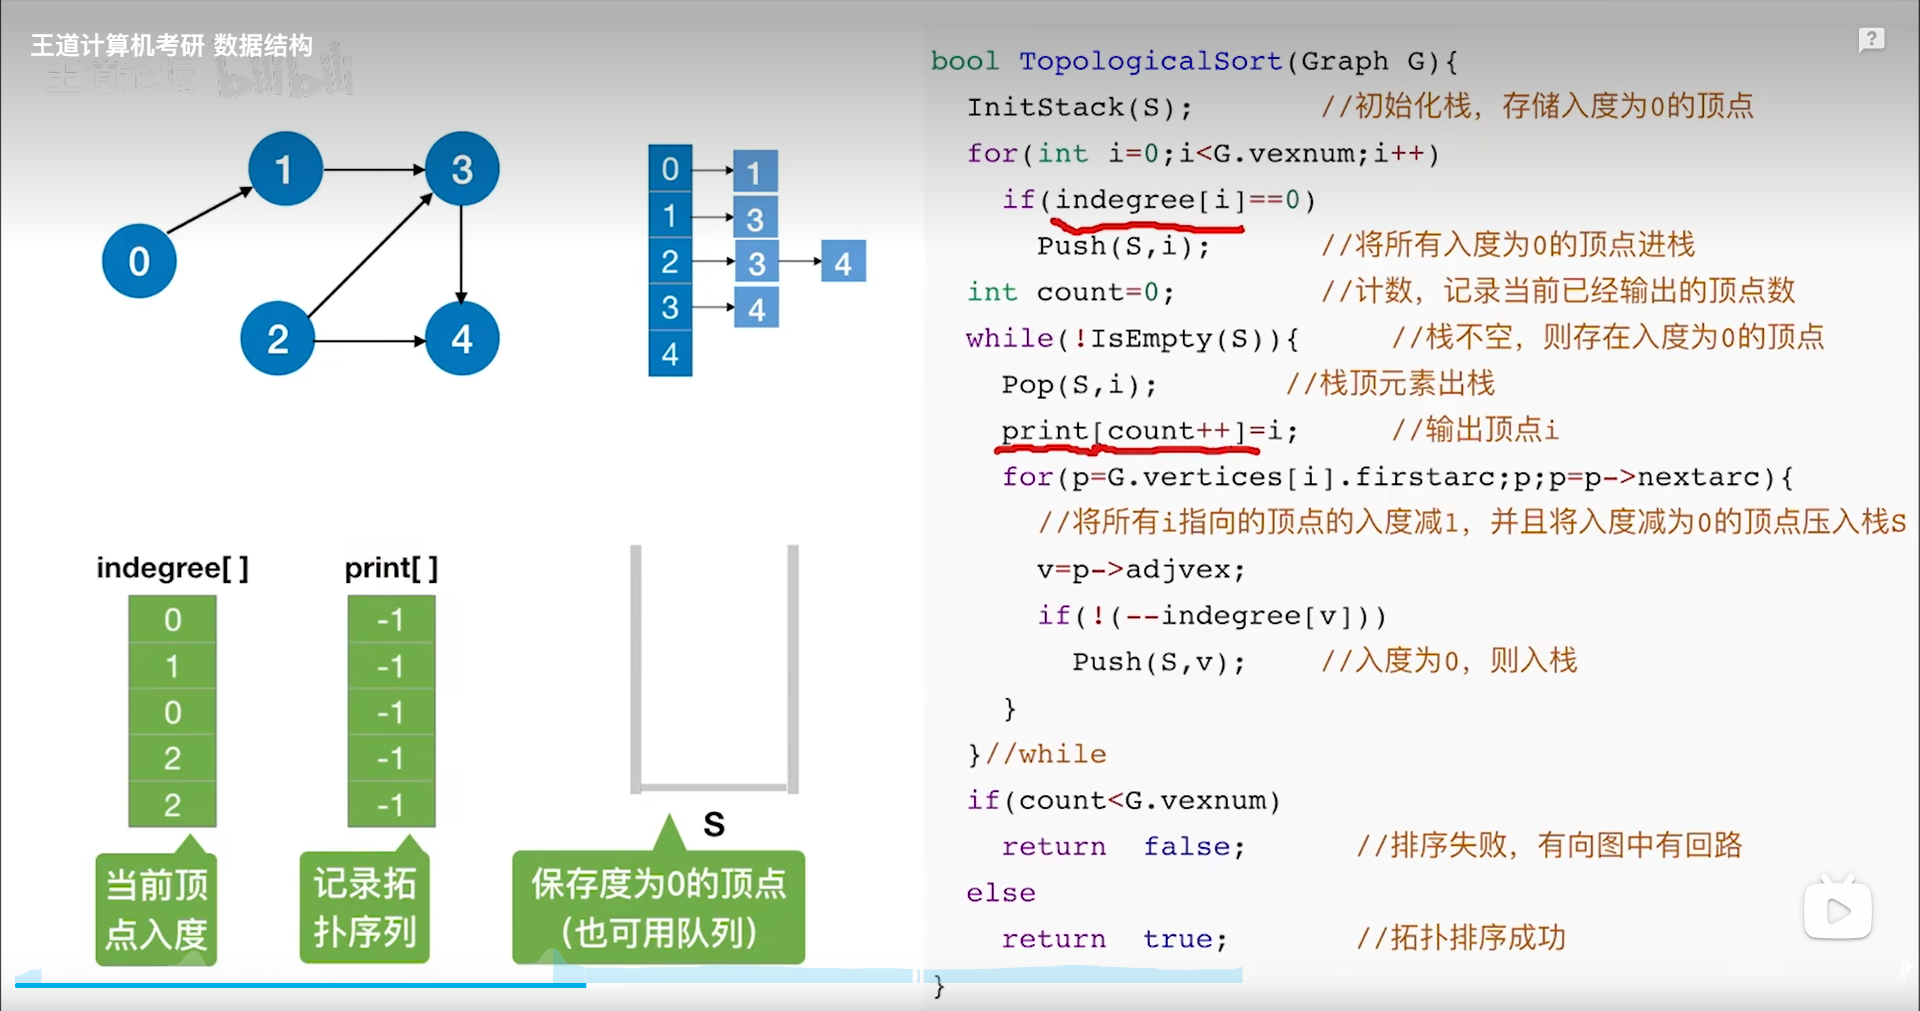 王道计算机考研 数据结构
王道论坛 bilibili
1
3
0
2
4
0 1
1 3
2 3 4
3 4
4
indegree[ ]
0
1
0
2
2
当前顶
点入度
print[ ]
-1
-1
-1
-1
-1
记录拓
扑序列
S
保存度为0的顶点
（也可用队列）
bool TopologicalSort(Graph G){
InitStack(S); //初始化栈，存储入度为0的顶点
for(int i=0;i<G.vexnum;i++)
if(indegree[i]==0)
Push(S,i); //将所有入度为0的顶点进栈
int count=0; //计数，记录当前已经输出的顶点数
while(!IsEmpty(S)){ //栈不空，则存在入度为0的顶点
Pop(S,i); //栈顶元素出栈
print[count++]=i; //输出顶点i
for(p=G.vertices[i].firstarc;p;p=p->nextarc){
//将所有i指向的顶点的入度减1，并且将入度减为0的顶点压入栈S
v=p->adjvex;
if(!(--indegree[v]))
Push(S,v); //入度为0，则入栈
}
}//while
if(count<G.vexnum)
return false; //排序失败，有向图中有回路
else
return true; //拓扑排序成功
}